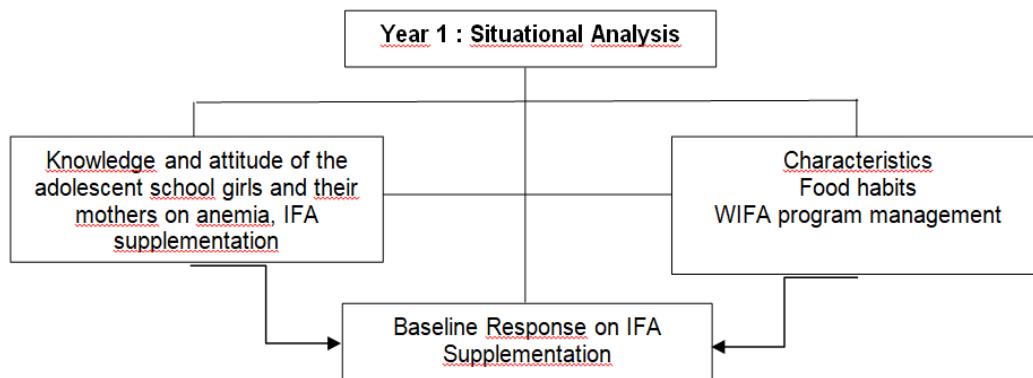 Year 1 : Situational Analysis
Knowledge and attitude of the
adolescent school girls and their
mothers on anemia, IFA
supplementation
Characteristics
Food habits
WIFA program management
Baseline Response on IFA
Supplementation